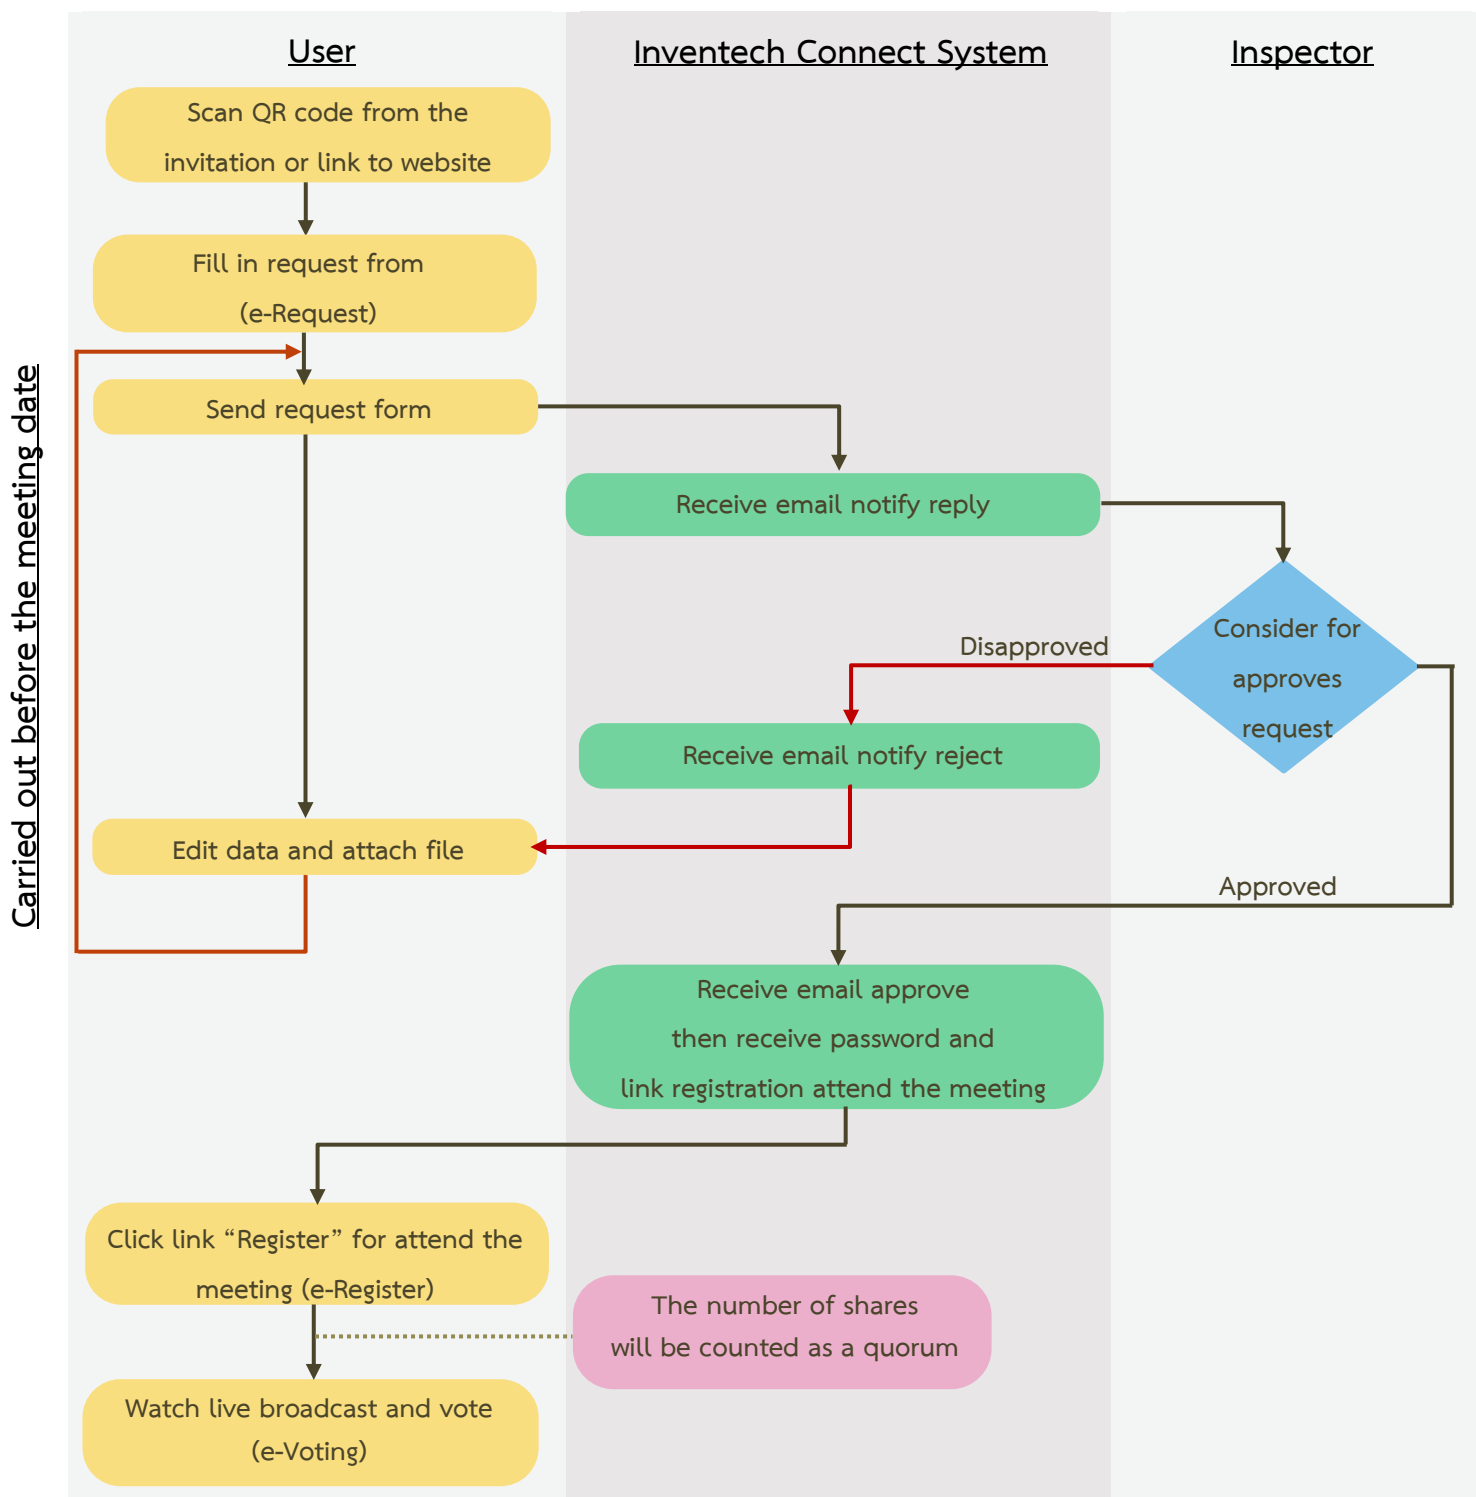 User
Inventech Connect System
Inspector
Scan QR code from the
invitation or link to website
Fill in request from
(e-Request)
Carried out before the meeting date
Send request form
Receive email notify reply
Consider for
approves
request
Disapproved
Receive email notify reject
Edit data and attach file
Approved
Receive email approve
then receive password and
link registration attend the meeting
Click link “Register” for attend the
meeting (e-Register)
The number of shares
will be counted as a quorum
Watch live broadcast and vote
(e-Voting)